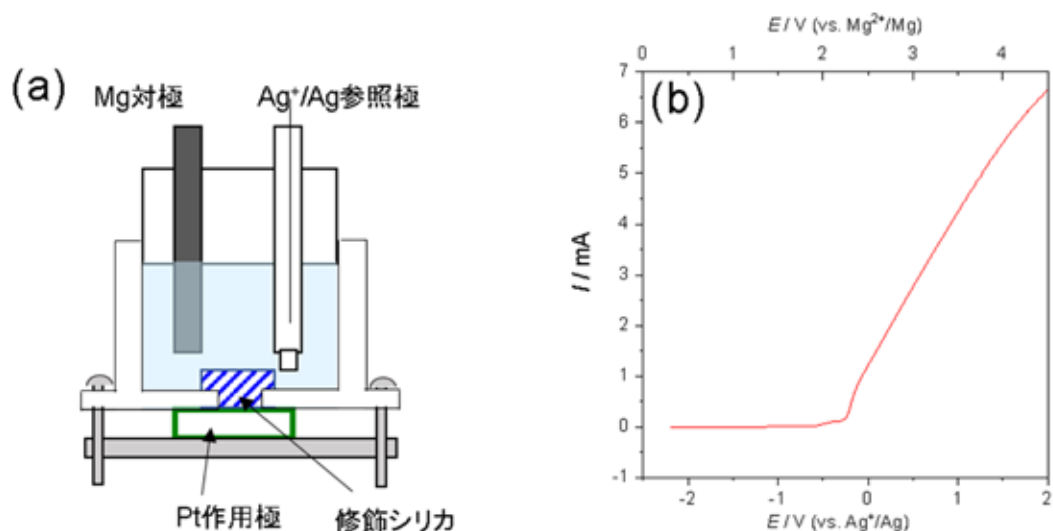 (a)
Mg対極
Ag⁺/Ag参照極
Pt作用極
修飾シリカ
E / V (vs. Mg²⁺/Mg)
0 1 2 3 4
(b)
7
6
5
4
3
2
1
0
-1
I / mA
-2 -1 0 1 2
E / V (vs. Ag⁺/Ag)